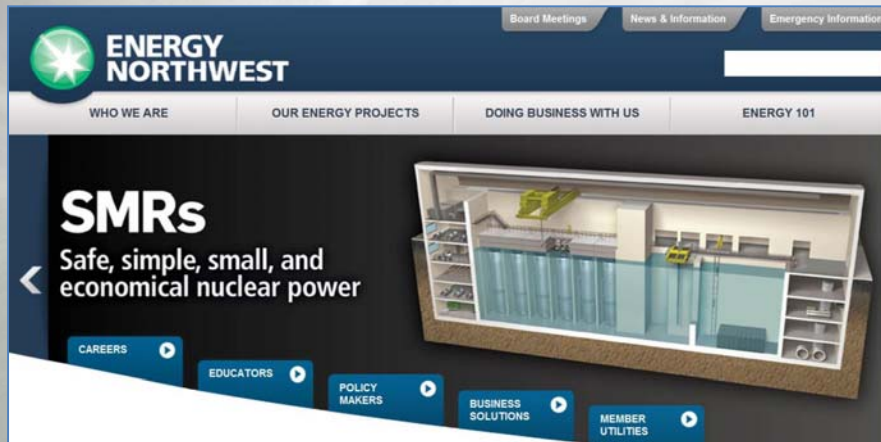 Board Meetings
News & Information
Emergency Information
ENERGY
NORTHWEST
WHO WE ARE
OUR ENERGY PROJECTS
DOING BUSINESS WITH US
ENERGY 101
SMRs
Safe, simple, small, and
economical nuclear power
CAREERS
EDUCATORS
POLICY
MAKERS
BUSINESS
SOLUTIONS
MEMBER
UTILITIES